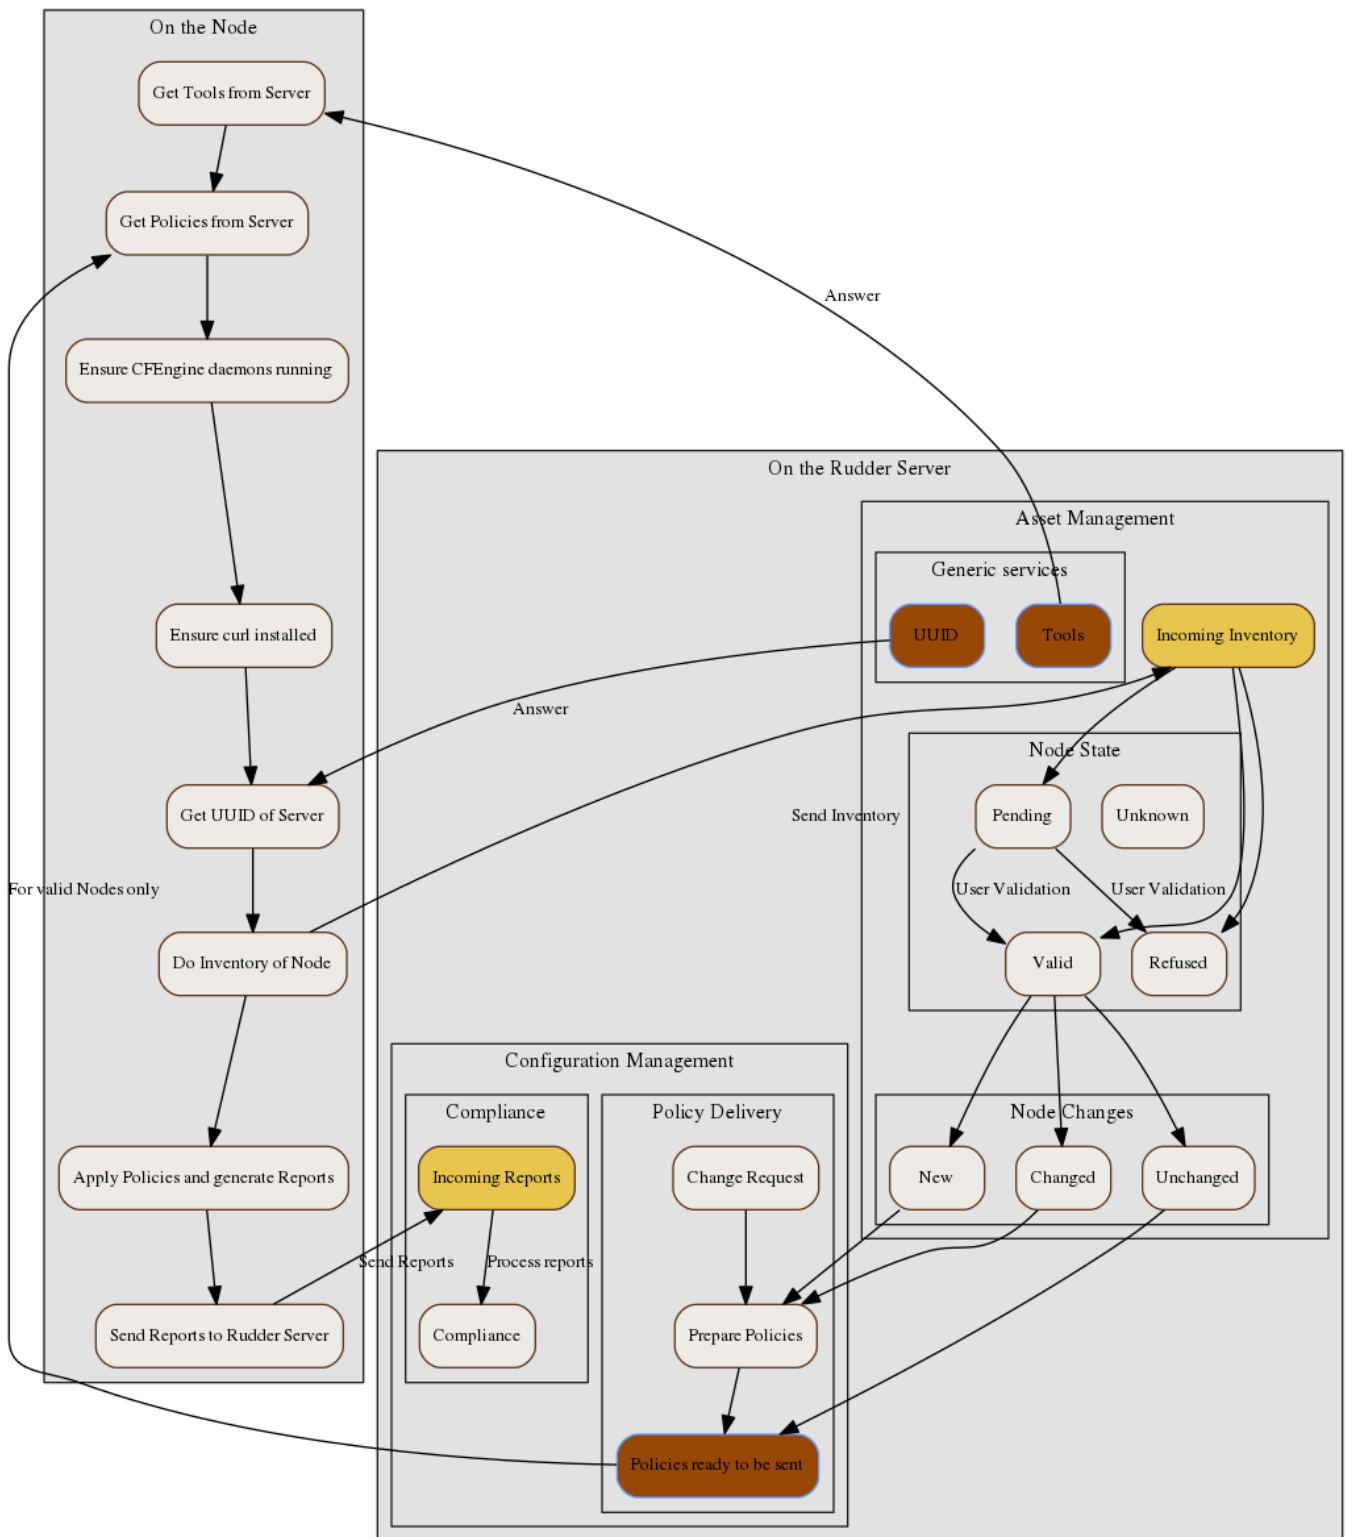 On the Node
Get Tools from Server
Get Policies from Server
Answer
Ensure CFEngine daemons running
On the Rudder Server
Asset Management
Generic services
Ensure curl installed
UUID
Tools
Incoming Inventory
Answer
Node State
Get UUID of Server
Send Inventory
Pending
Unknown
For valid Nodes only
User Validation
User Validation
Do Inventory of Node
Valid
Refused
Configuration Management
Compliance
Policy Delivery
Node Changes
Apply Policies and generate Reports
Incoming Reports
Change Request
New
Changed
Unchanged
Send Reports
Process reports
Send Reports to Rudder Server
Compliance
Prepare Policies
Policies ready to be sent